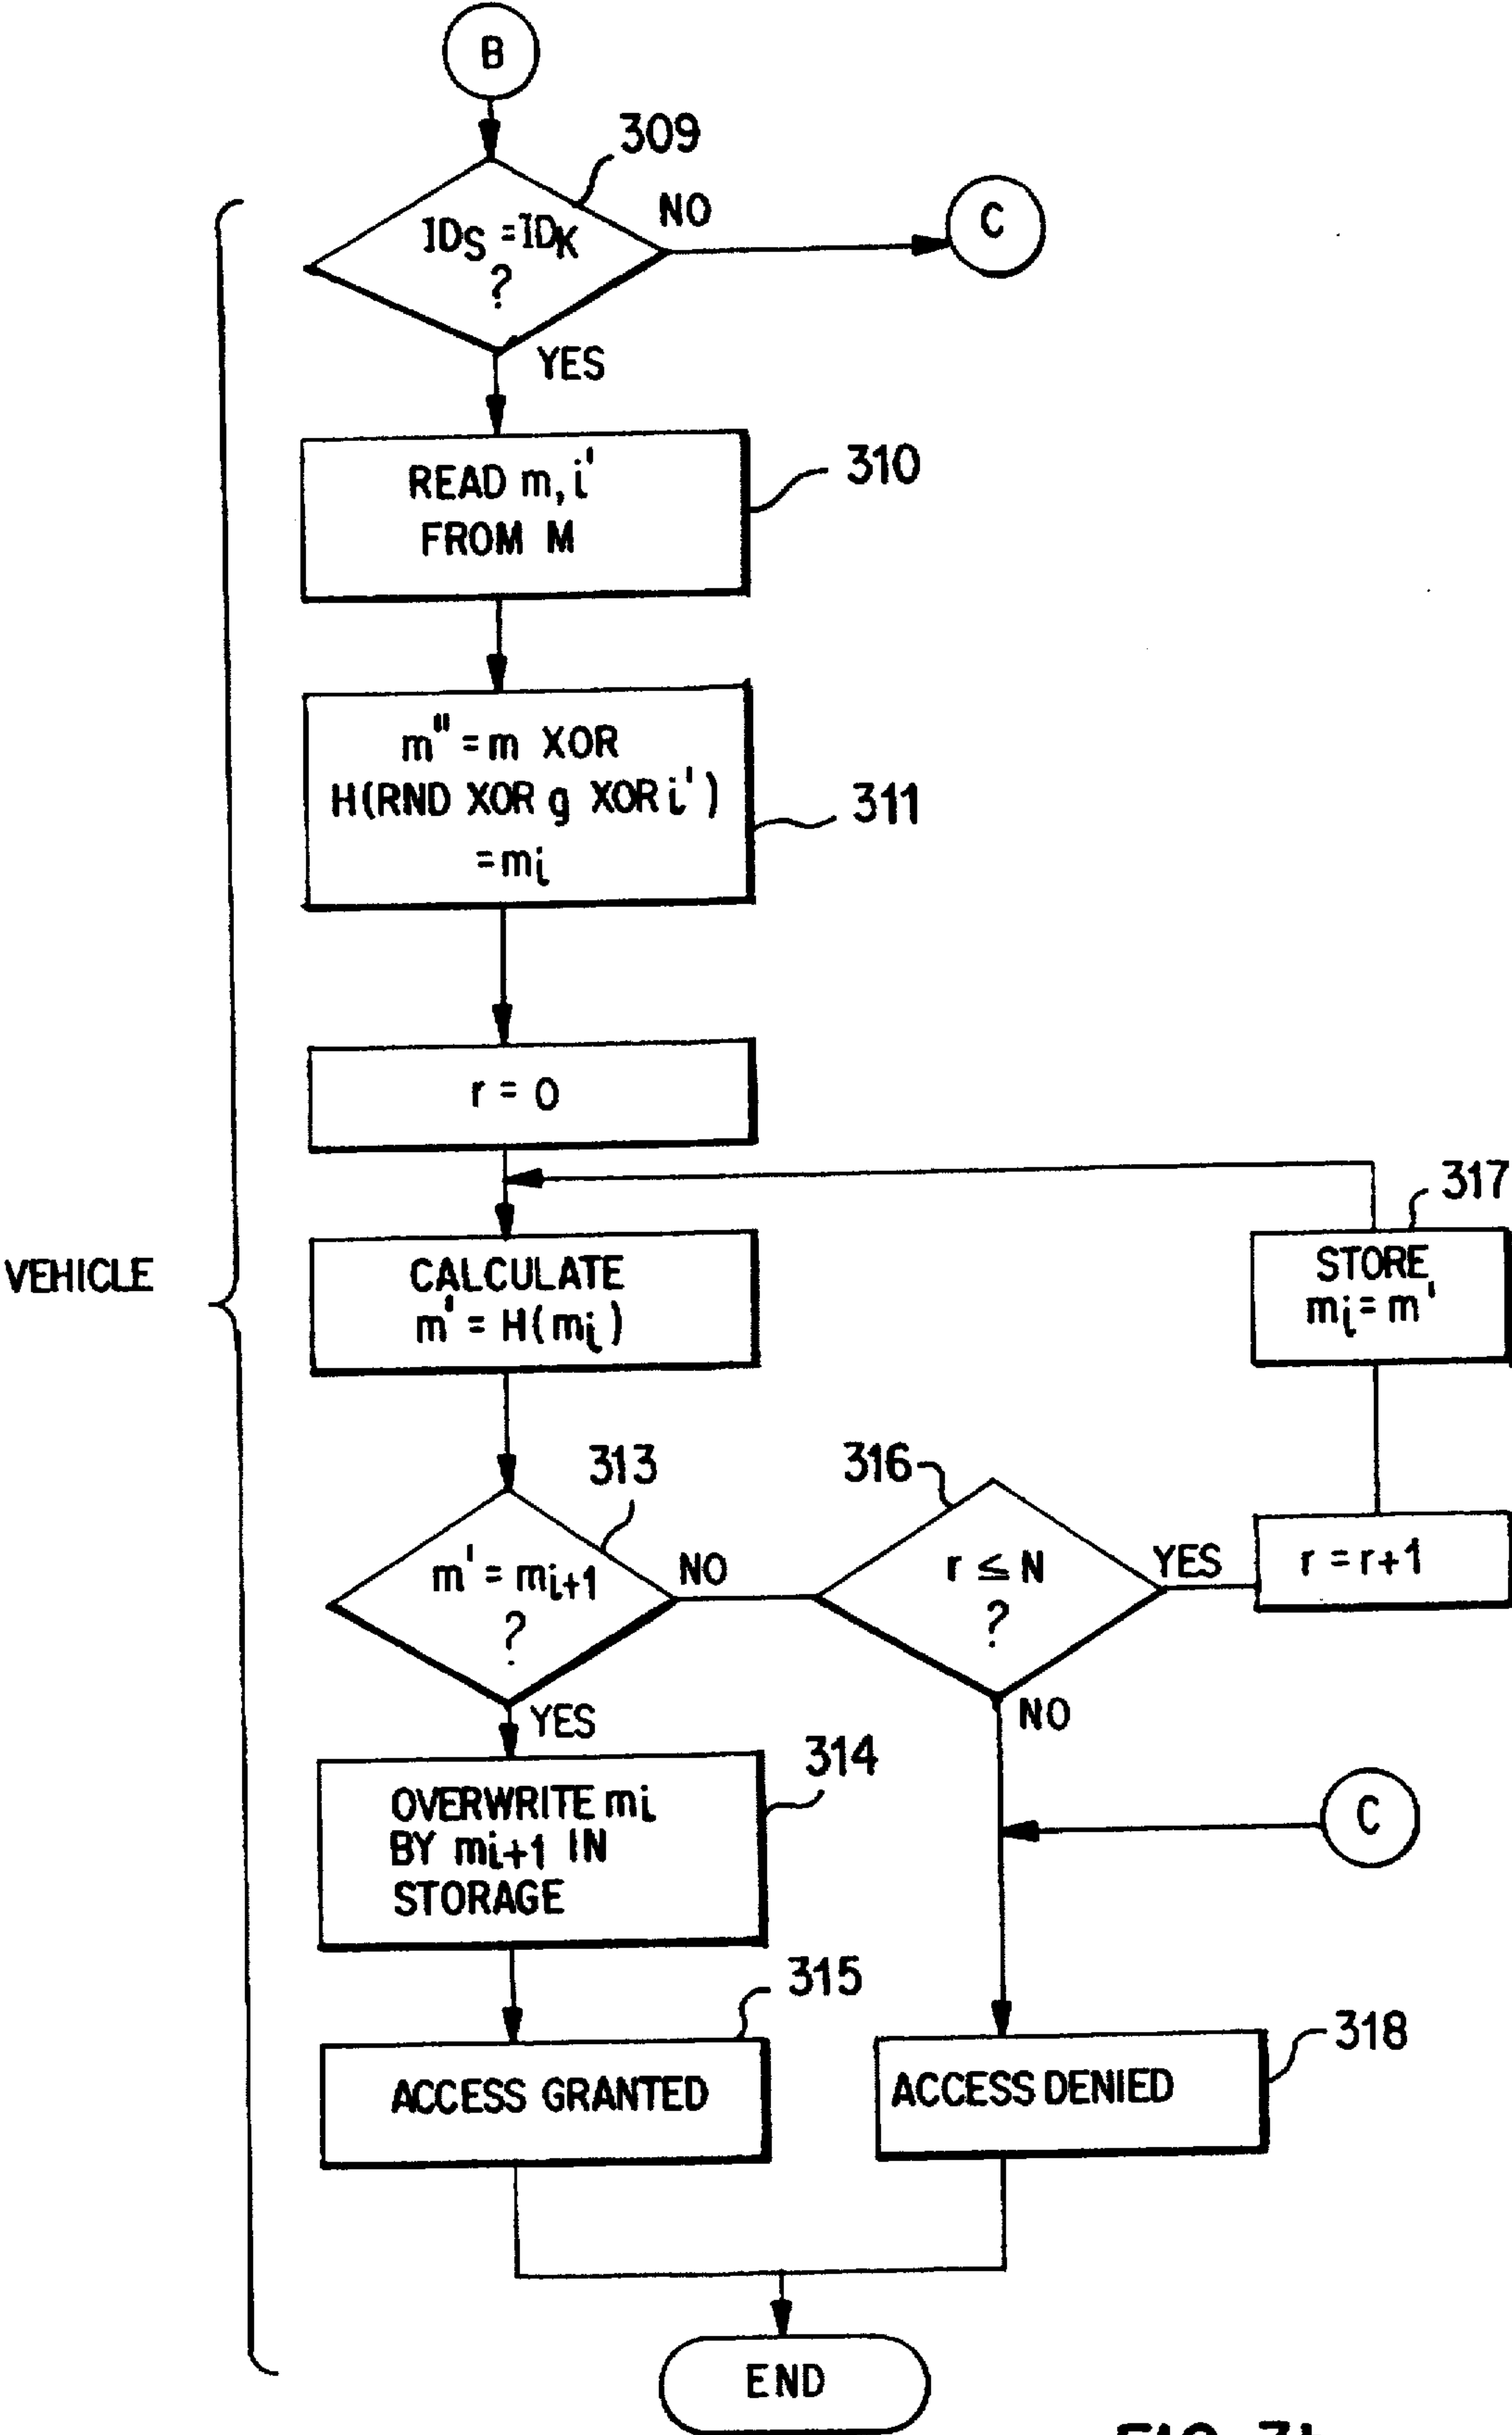 B
309
IDS = IDK
?
NO
C
YES
READ m, i'
FROM M
310
m" = m XOR
H(RND XOR g XOR i')
= mi
311
r = 0
317
VEHICLE
CALCULATE
m' = H(mi)
STORE
mi = m'
313
316
m' = mi+1
?
NO
r ≤ N
?
YES
r = r+1
YES
NO
314
OVERWRITE mi
BY mi+1 IN
STORAGE
C
315
ACCESS GRANTED
318
ACCESS DENIED
END